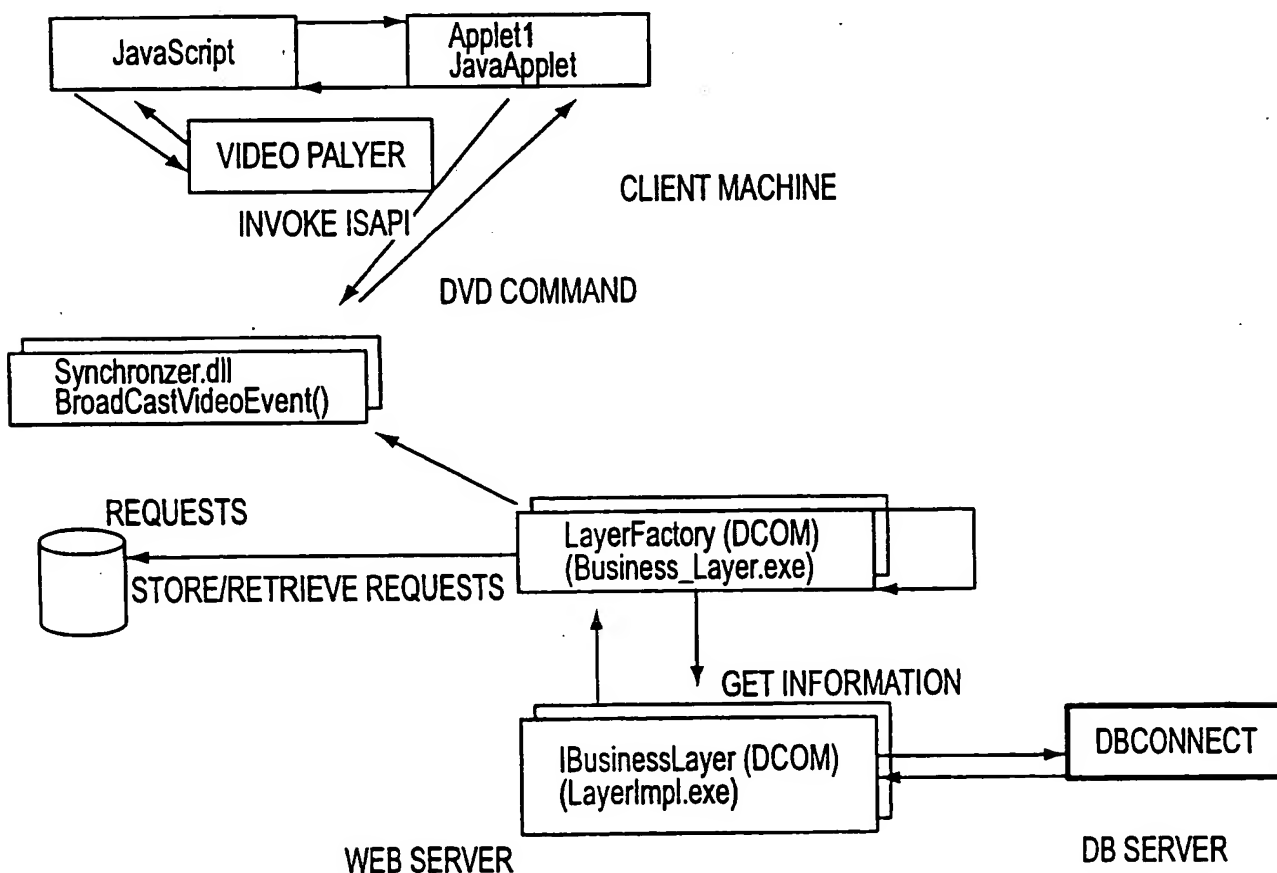 JavaScript
Applet1
JavaApplet
VIDEO PALYER
CLIENT MACHINE
INVOKE ISAPI
DVD COMMAND
Synchronzer.dll
BroadCastVideoEvent()
REQUESTS
LayerFactory (DCOM)
(Business_Layer.exe)
STORE/RETRIEVE REQUESTS
GET INFORMATION
IBusinessLayer (DCOM)
(LayerImpl.exe)
DBCONNECT
WEB SERVER
DB SERVER